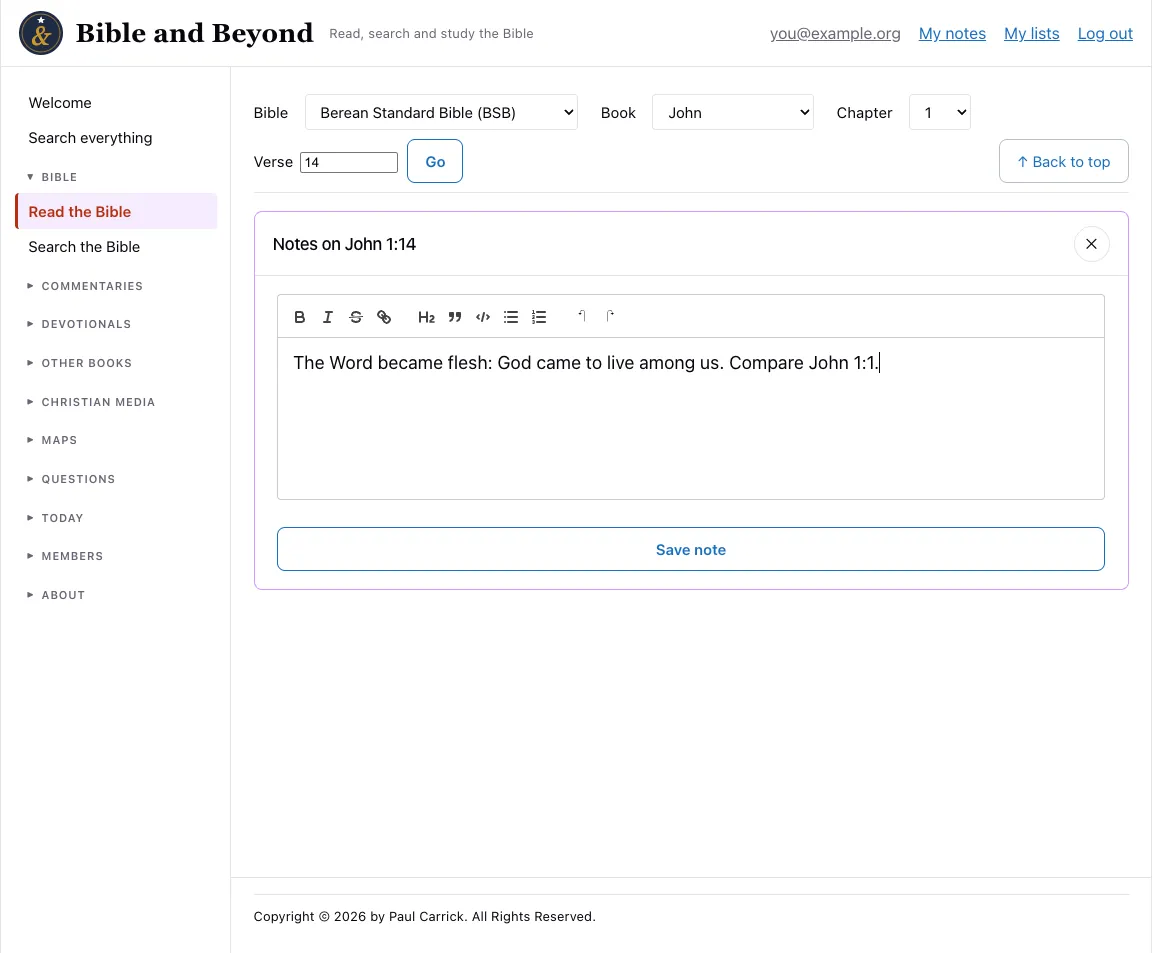 & Bible and Beyond Read, search and study the Bible you@example.org My notes My lists Log out
Welcome
Search everything
▾ BIBLE
Read the Bible
Search the Bible
▸ COMMENTARIES
▸ DEVOTIONALS
▸ OTHER BOOKS
▸ CHRISTIAN MEDIA
▸ MAPS
▸ QUESTIONS
▸ TODAY
▸ MEMBERS
▸ ABOUT
Bible Berean Standard Bible (BSB) Book John Chapter 1
Verse 14 Go ↑ Back to top
Notes on John 1:14 ✕
B I S H2
The Word became flesh: God came to live among us. Compare John 1:1.
Save note
Copyright © 2026 by Paul Carrick. All Rights Reserved.